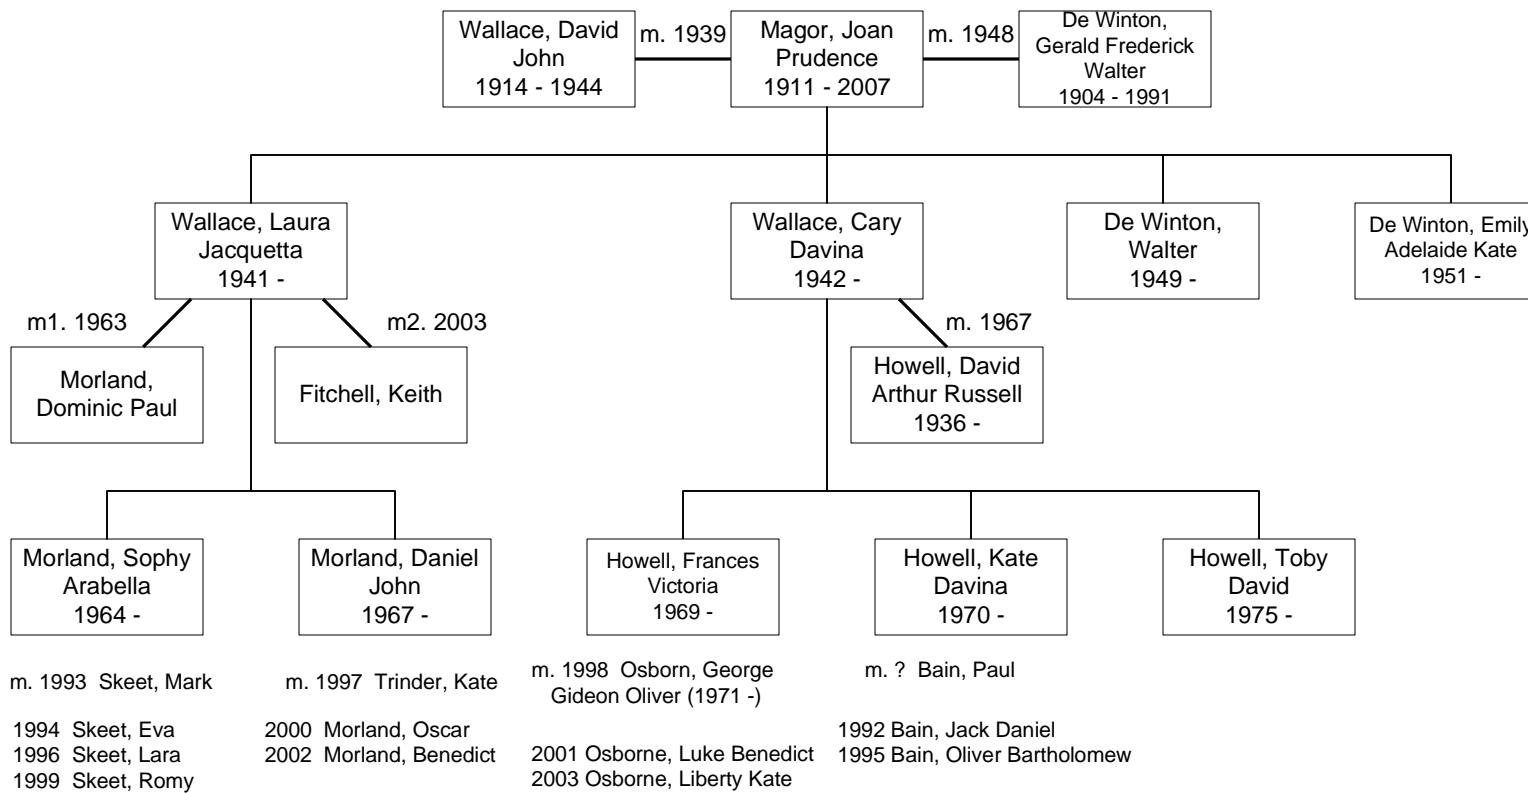 Wallace, David
John
1914 - 1944
m. 1939
Magor, Joan
Prudence
1911 - 2007
m. 1948
De Winton,
Gerald Frederick
Walter
1904 - 1991
Wallace, Laura
Jacquetta
1941 -
Wallace, Cary
Davina
1942 -
De Winton,
Walter
1949 -
De Winton, Emily
Adelaide Kate
1951 -
m1. 1963
m2. 2003
m. 1967
Morland,
Dominic Paul
Fitchell, Keith
Howell, David
Arthur Russell
1936 -
Morland, Sophy
Arabella
1964 -
Morland, Daniel
John
1967 -
Howell, Frances
Victoria
1969 -
Howell, Kate
Davina
1970 -
Howell, Toby
David
1975 -
m. 1993 Skeet, Mark
1994 Skeet, Eva
1996 Skeet, Lara
1999 Skeet, Romy
m. 1997 Trinder, Kate
2000 Morland, Oscar
2002 Morland, Benedict
m. 1998 Osborn, George
Gideon Oliver (1971 -)
2001 Osborne, Luke Benedict
2003 Osborne, Liberty Kate
m. ? Bain, Paul
1992 Bain, Jack Daniel
1995 Bain, Oliver Bartholomew